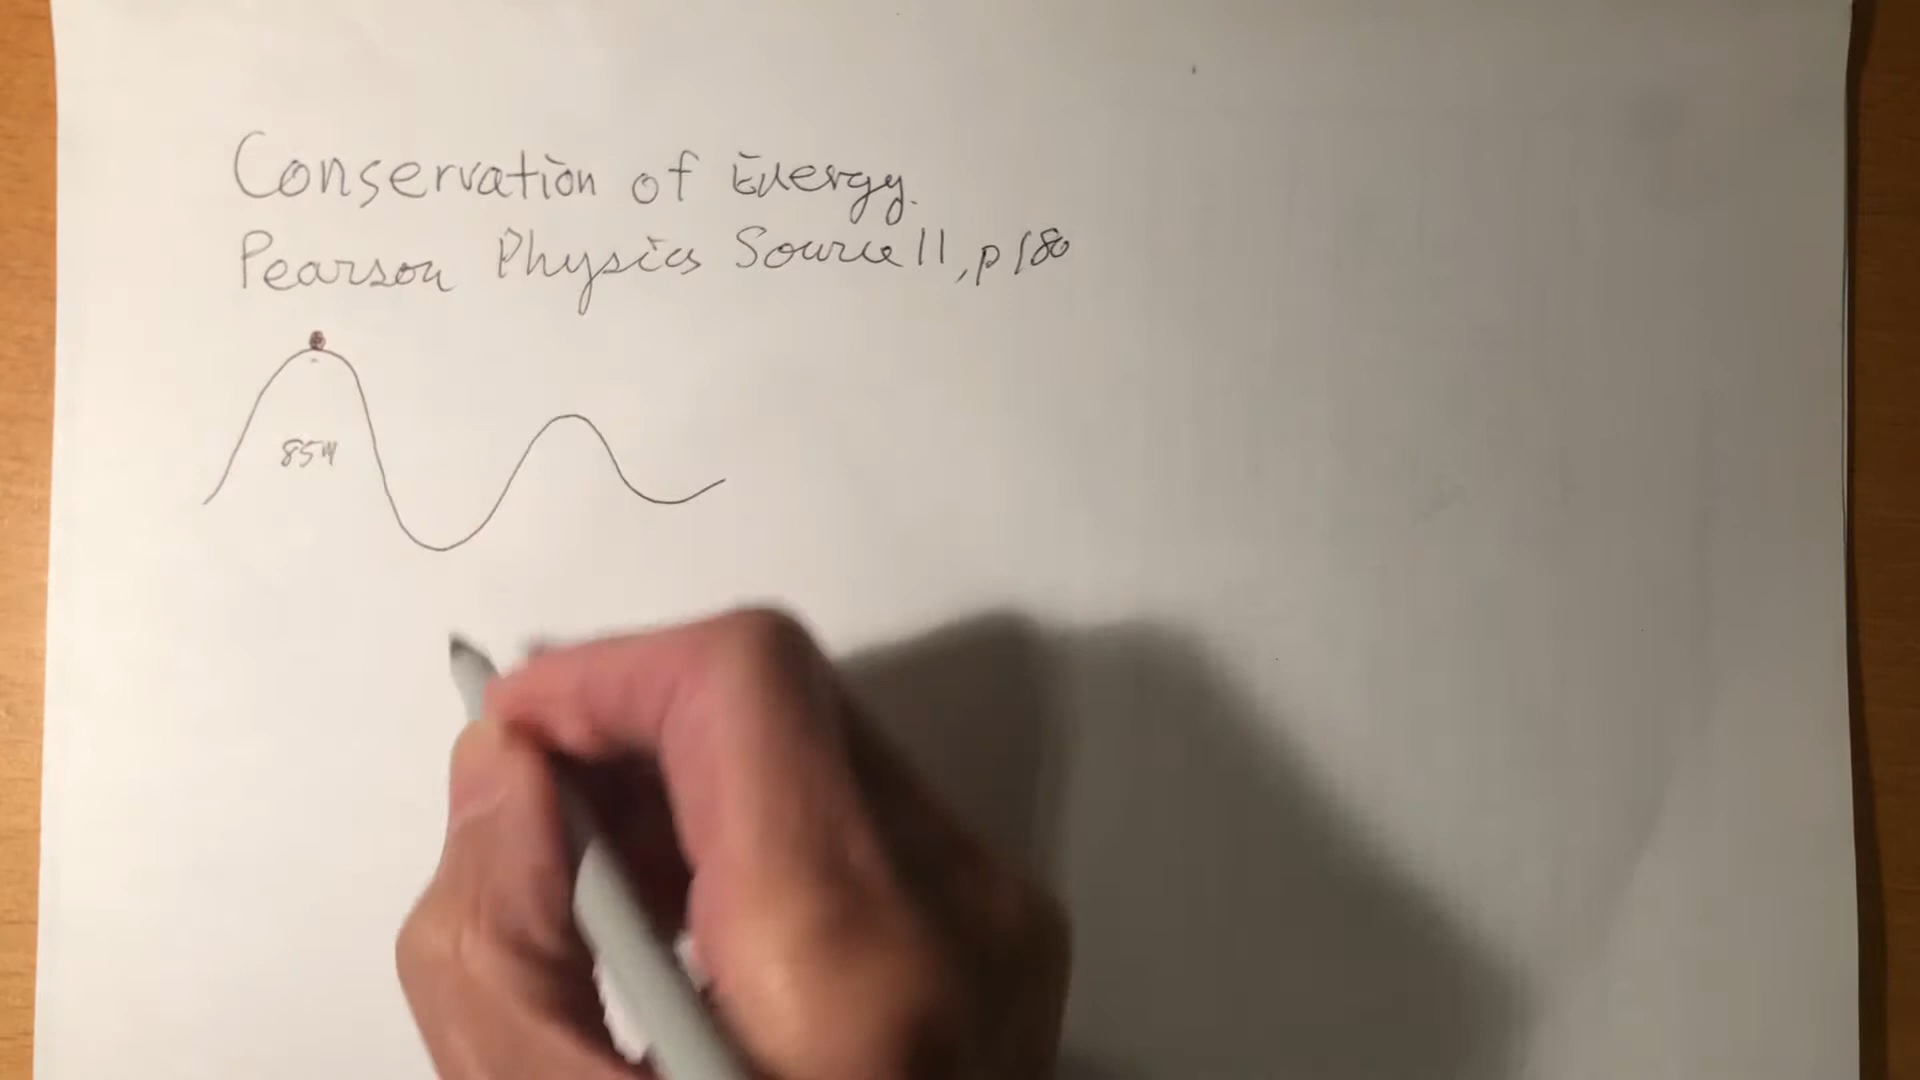 Conservation of Energy.
Pearson Physics Source 11, p180
85m